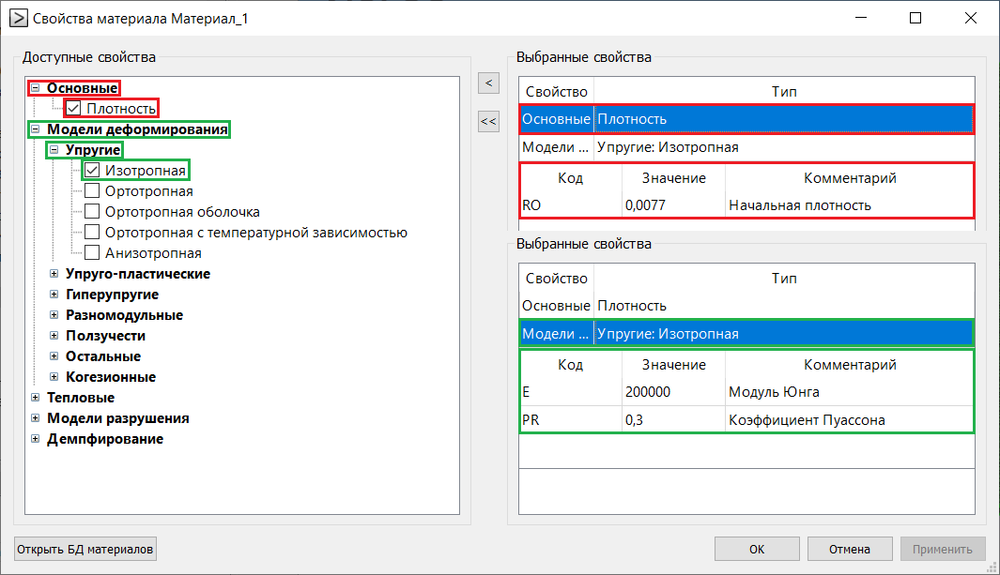 Свойства материала Материал_1
Доступные свойства
Основные
Плотность
Модели деформирования
Упругие
Изотропная
Ортотропная
Ортотропная оболочка
Ортотропная с температурной зависимостью
Анизотропная
Упруго-пластические
Гиперупругие
Разномодульные
Ползучести
Остальные
Когезионные
Тепловые
Модели разрушения
Демпфирование
<
<<
Выбранные свойства
Свойство Тип
Основные Плотность
Модели ... Упругие: Изотропная
Код Значение Комментарий
RO 0,0077 Начальная плотность
Выбранные свойства
Свойство Тип
Основные Плотность
Модели ... Упругие: Изотропная
Код Значение Комментарий
E 200000 Модуль Юнга
PR 0,3 Коэффициент Пуассона
Открыть БД материалов
ОК Отмена Применить